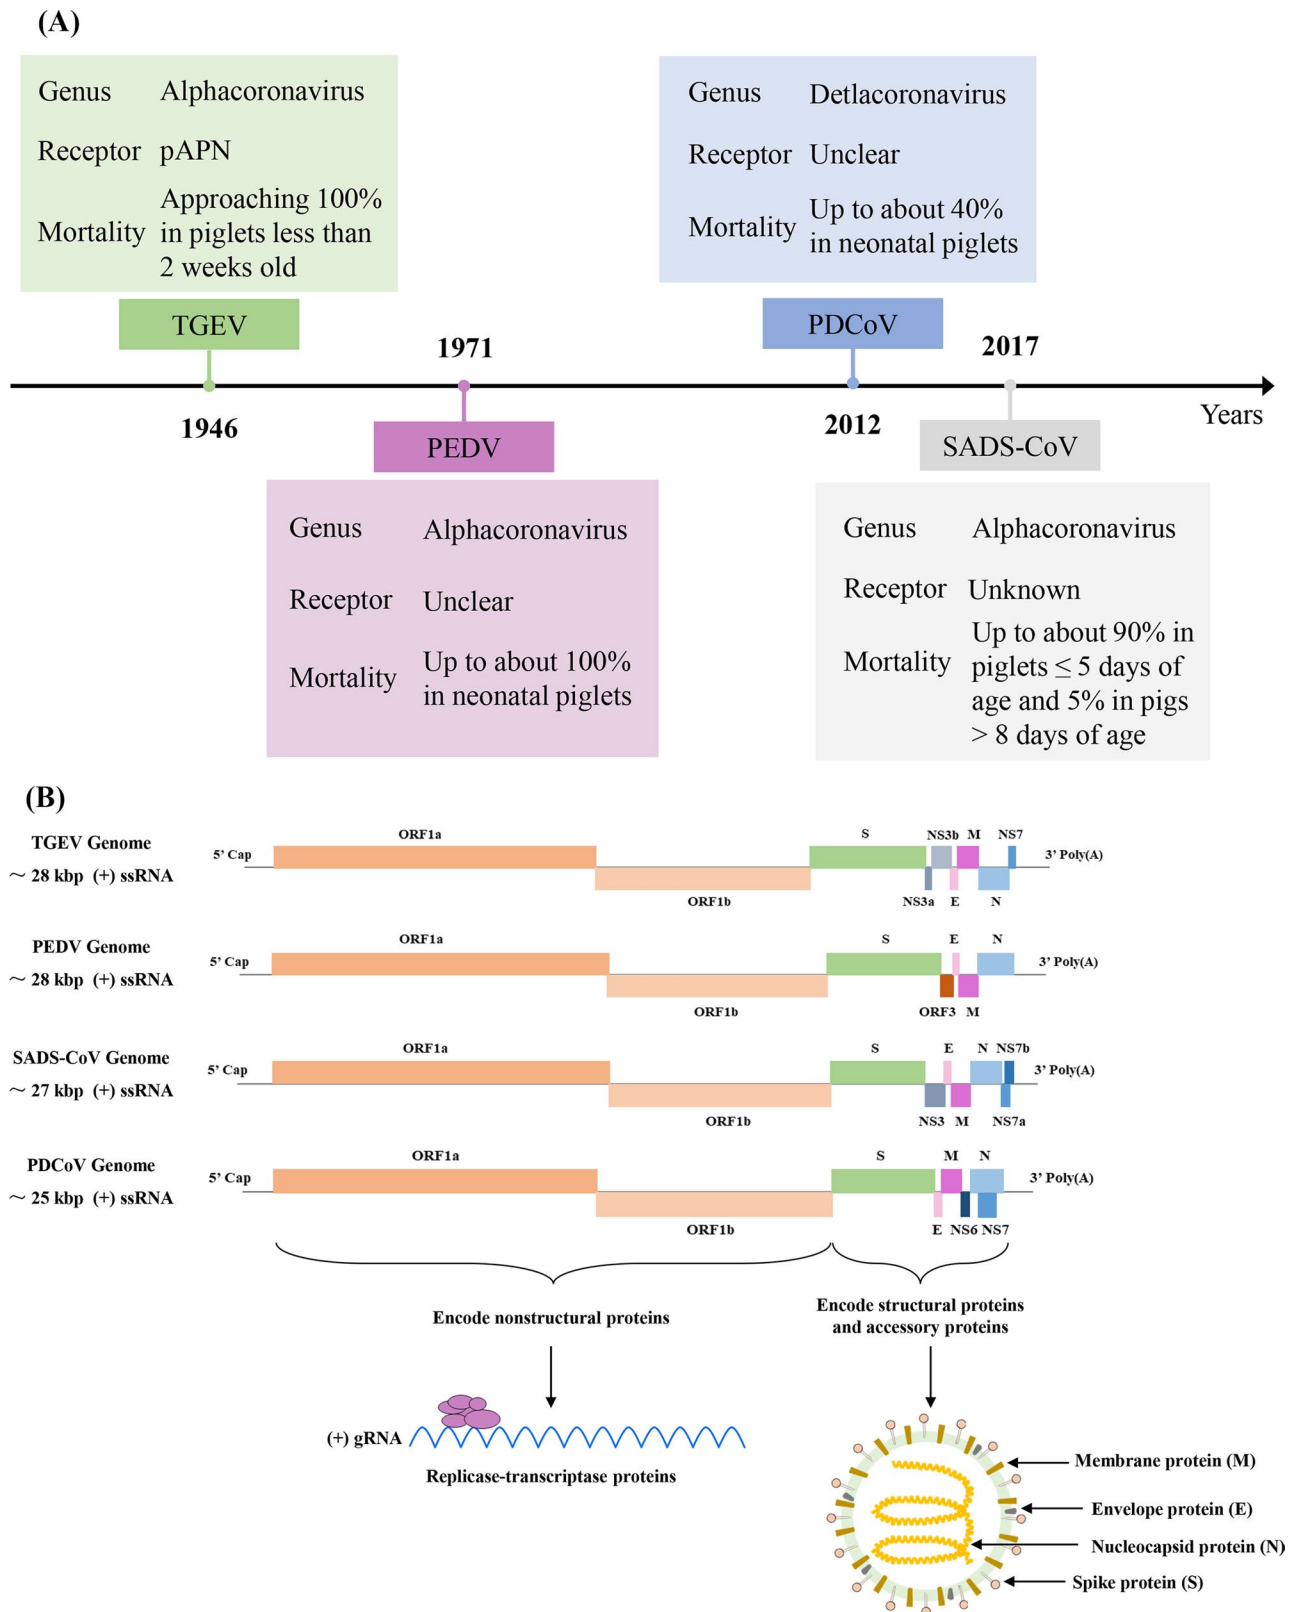 (A)
Genus Alphacoronavirus
Receptor pAPN
Mortality Approaching 100%
in piglets less than
2 weeks old
TGEV
1946
Genus Detlacoronavirus
Receptor Unclear
Mortality Up to about 40%
in neonatal piglets
PDCoV
2012
1971
PEDV
Genus Alphacoronavirus
Receptor Unclear
Mortality Up to about 100%
in neonatal piglets
2017
SADS-CoV
Genus Alphacoronavirus
Receptor Unknown
Mortality Up to about 90% in
piglets ≤ 5 days of
age and 5% in pigs
> 8 days of age
Years
(B)
TGEV Genome
~ 28 kbp (+) ssRNA
5' Cap ORF1a ORF1b S NS3a NS3b E M N NS7 3' Poly(A)
PEDV Genome
~ 28 kbp (+) ssRNA
5' Cap ORF1a ORF1b S ORF3 E M N 3' Poly(A)
SADS-CoV Genome
~ 27 kbp (+) ssRNA
5' Cap ORF1a ORF1b S NS3 E M N NS7a NS7b 3' Poly(A)
PDCoV Genome
~ 25 kbp (+) ssRNA
5' Cap ORF1a ORF1b S E M NS6 N NS7 3' Poly(A)
Encode nonstructural proteins
(+) gRNA
Replicase-transcriptase proteins
Encode structural proteins
and accessory proteins
Membrane protein (M)
Envelope protein (E)
Nucleocapsid protein (N)
Spike protein (S)